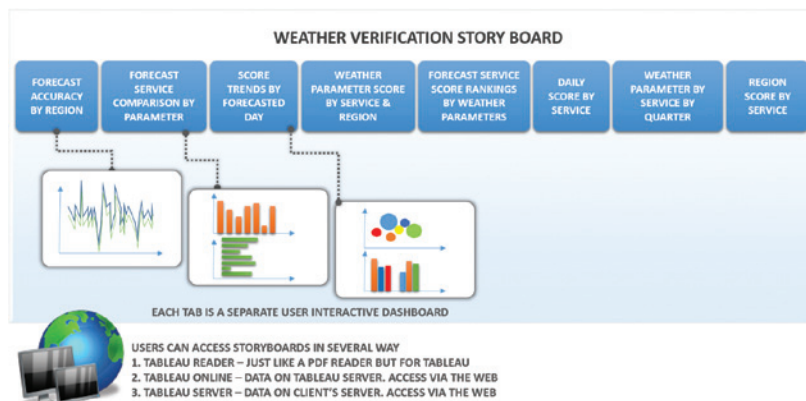 WEATHER VERIFICATION STORY BOARD
FORECAST
ACCURACY
BY REGION
FORECAST
SERVICE
COMPARISON BY
PARAMETER
SCORE
TRENDS BY
FORECASTED
DAY
WEATHER
PARAMETER SCORE
BY SERVICE &
REGION
FORECAST SERVICE
SCORE RANKINGS
BY WEATHER
PARAMETERS
DAILY
SCORE BY
SERVICE
WEATHER
PARAMETER BY
SERVICE BY
QUARTER
REGION
SCORE BY
SERVICE
EACH TAB IS A SEPARATE USER INTERACTIVE DASHBOARD
USERS CAN ACCESS STORYBOARDS IN SEVERAL WAY
1. TABLEAU READER – JUST LIKE A PDF READER BUT FOR TABLEAU
2. TABLEAU ONLINE – DATA ON TABLEAU SERVER. ACCESS VIA THE WEB
3. TABLEAU SERVER – DATA ON CLIENT'S SERVER. ACCESS VIA THE WEB